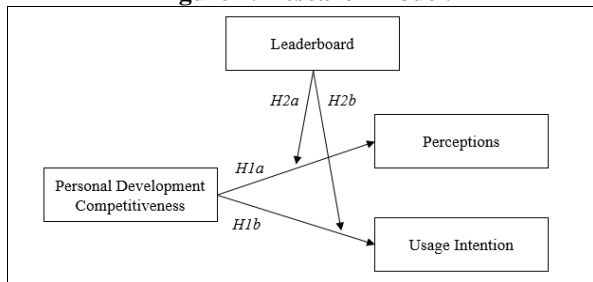 Leaderboard
H2a
H2b
Perceptions
H1a
Personal Development
Competitiveness
H1b
Usage Intention